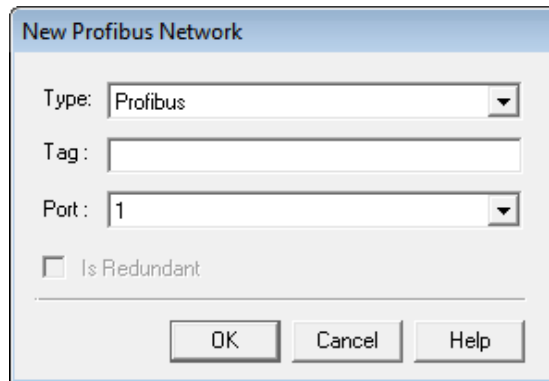 New Profibus Network
Type: Profibus
Tag :
Port : 1
Is Redundant
OK Cancel Help